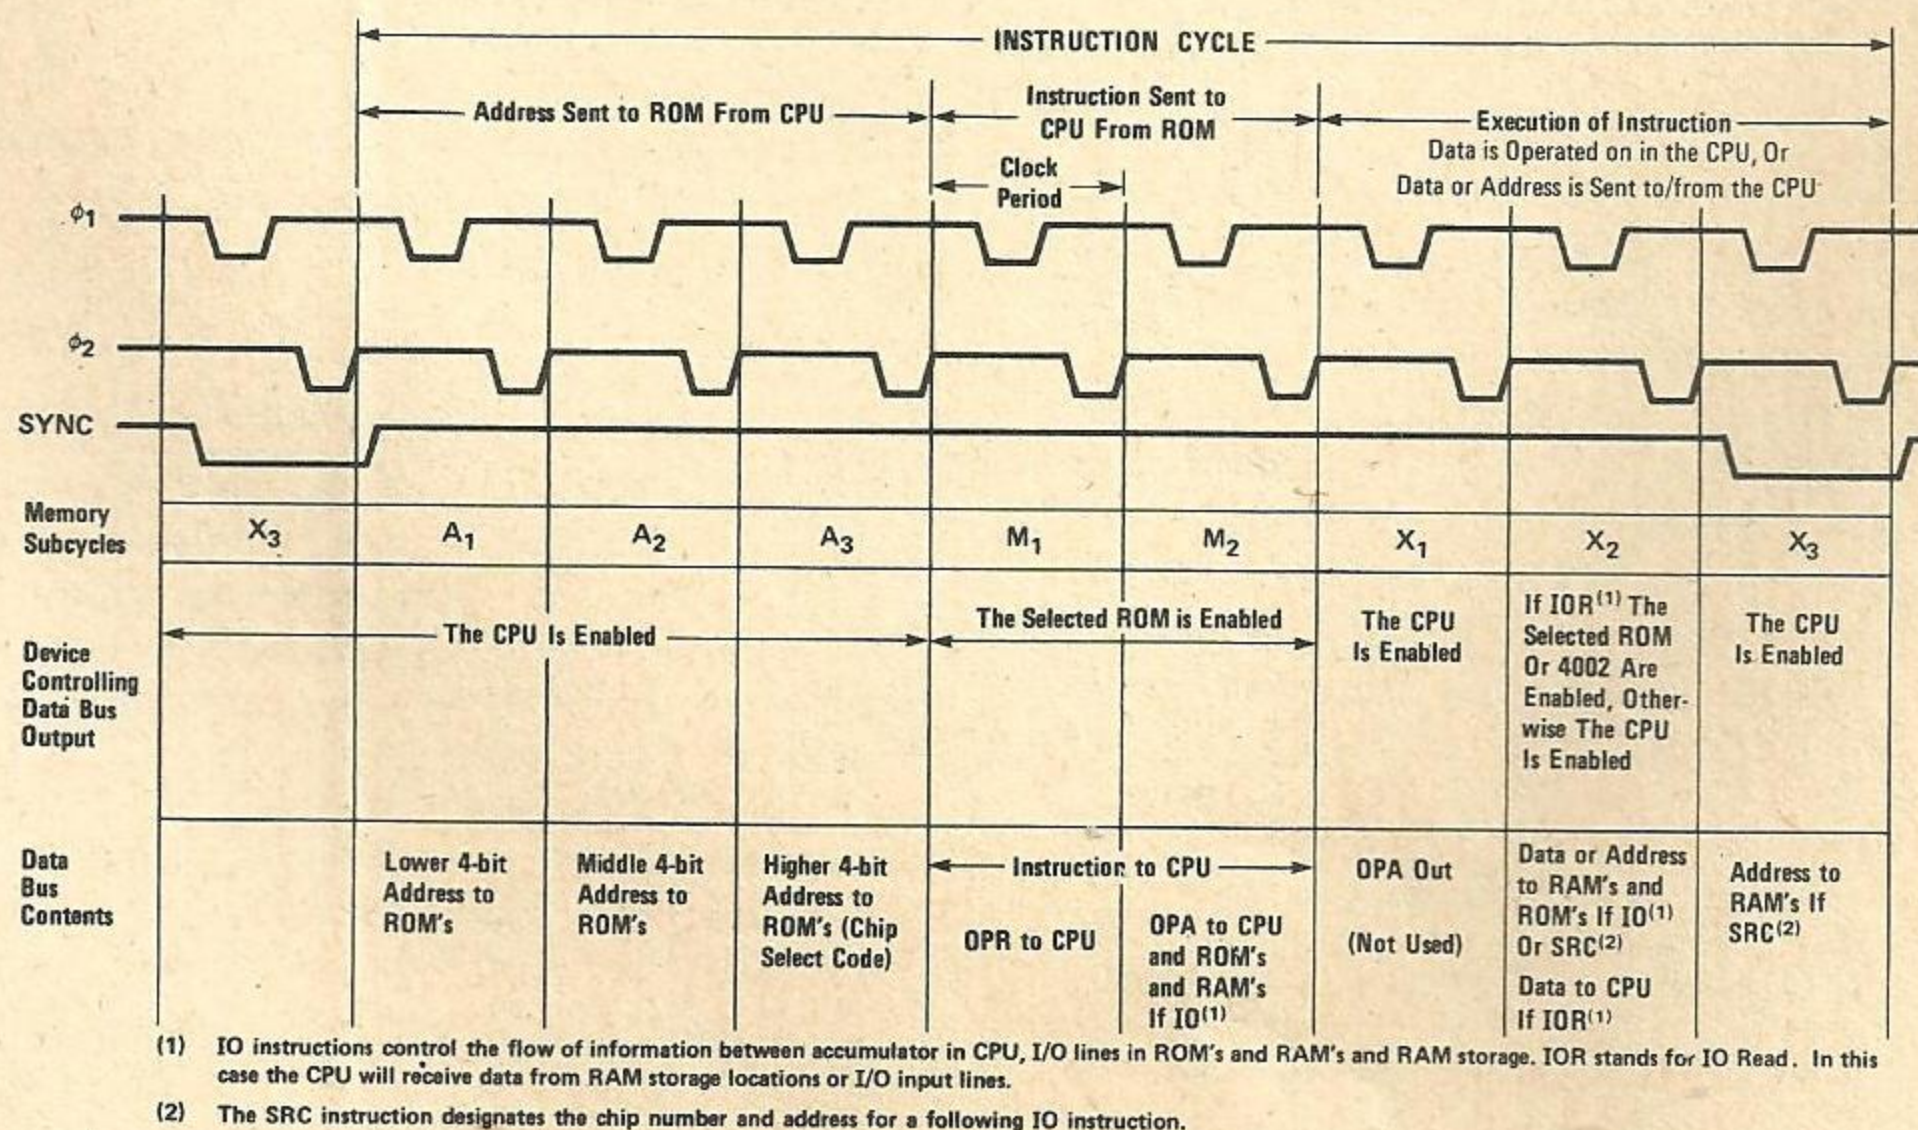 INSTRUCTION CYCLE
Address Sent to ROM From CPU
Instruction Sent to
CPU From ROM
Execution of Instruction
Data is Operated on in the CPU, Or
Data or Address is Sent to/from the CPU
Clock
Period
ϕ1
ϕ2
SYNC
Memory
Subcycles
X3
A1
A2
A3
M1
M2
X1
X2
X3
Device
Controlling
Data Bus
Output
The CPU Is Enabled
The Selected ROM is Enabled
The CPU
Is Enabled
If IOR(1) The
Selected ROM
Or 4002 Are
Enabled, Other-
wise The CPU
Is Enabled
The CPU
Is Enabled
Data
Bus
Contents
Lower 4-bit
Address to
ROM's
Middle 4-bit
Address to
ROM's
Higher 4-bit
Address to
ROM's (Chip
Select Code)
Instruction to CPU
OPR to CPU
OPA to CPU
and ROM's
and RAM's
If IO(1)
OPA Out
(Not Used)
Data or Address
to RAM's and
ROM's If IO(1)
Or SRC(2)
Data to CPU
If IOR(1)
Address to
RAM's If
SRC(2)
(1) IO instructions control the flow of information between accumulator in CPU, I/O lines in ROM's and RAM's and RAM storage. IOR stands for IO Read. In this
case the CPU will receive data from RAM storage locations or I/O input lines.
(2) The SRC instruction designates the chip number and address for a following IO instruction.